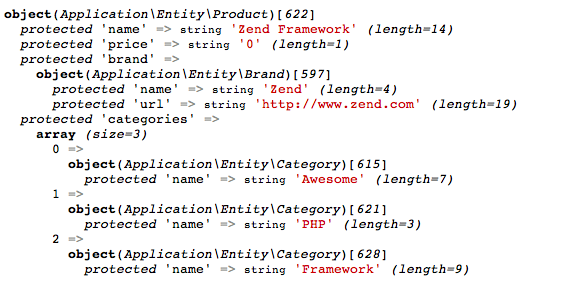 object(Application\Entity\Product)[622]
protected 'name' => string 'Zend Framework' (length=14)
protected 'price' => string '0' (length=1)
protected 'brand' =>
object(Application\Entity\Brand)[597]
protected 'name' => string 'Zend' (length=4)
protected 'url' => string 'http://www.zend.com' (length=19)
protected 'categories' =>
array (size=3)
0 =>
object(Application\Entity\Category)[615]
protected 'name' => string 'Awesome' (length=7)
1 =>
object(Application\Entity\Category)[621]
protected 'name' => string 'PHP' (length=3)
2 =>
object(Application\Entity\Category)[628]
protected 'name' => string 'Framework' (length=9)